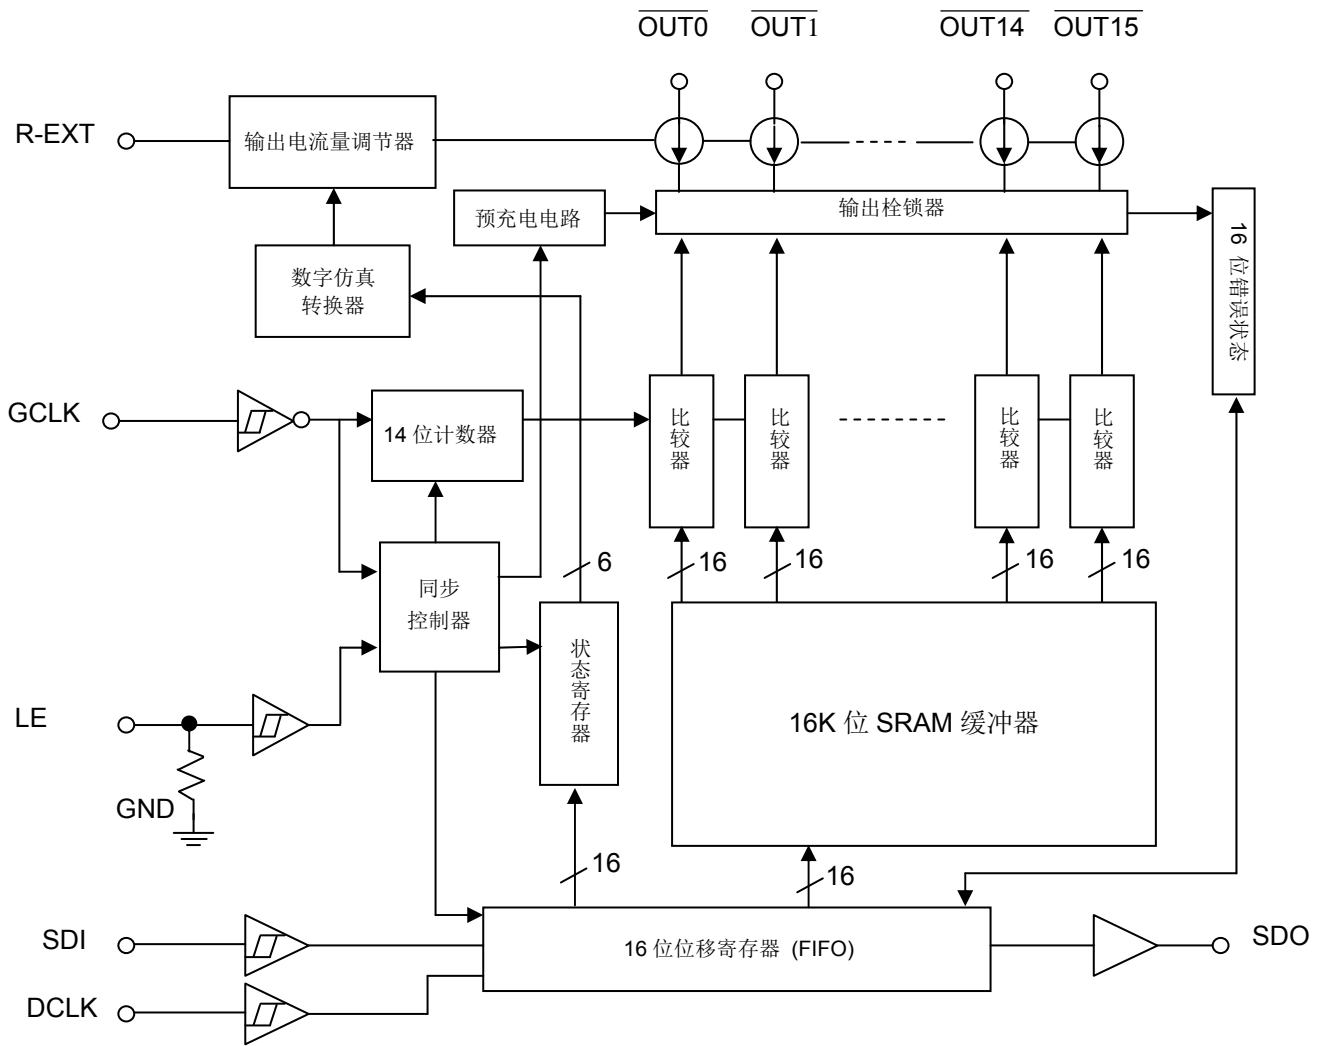 OUT0 OUT1 OUT14 OUT15
R-EXT
输出电流量调节器
预充电电路
输出栓锁器
16 位错误状态
数字仿真
转换器
GCLK
14 位计数器
比较器
比较器
比较器
比较器
16
16
16
16
6
同步
控制器
状态寄存器
LE
GND
16K 位 SRAM 缓冲器
16
16
SDI
16 位位移寄存器 (FIFO)
SDO
DCLK